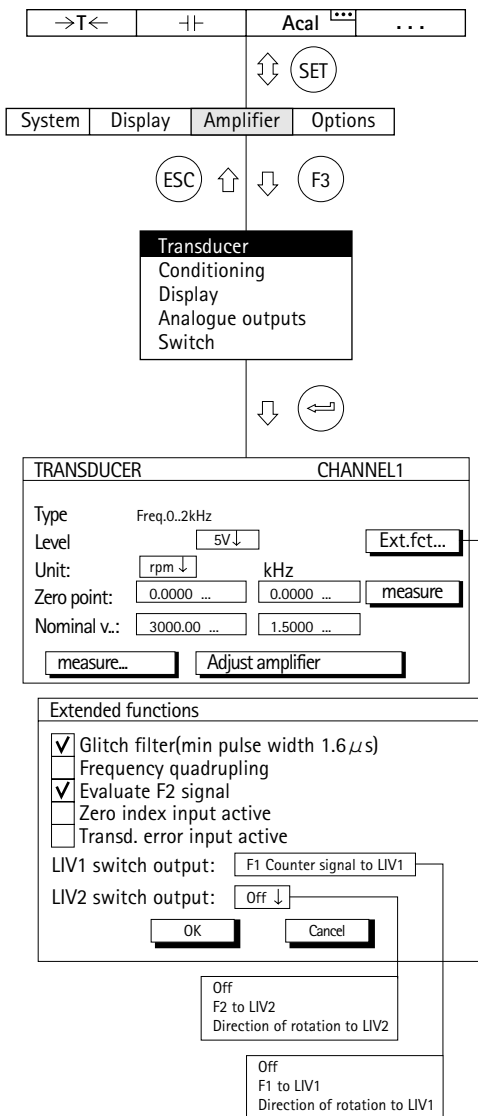 →T← ⊣⊢ Acal ...
SET
System Display Amplifier Options
ESC F3
Transducer
Conditioning
Display
Analogue outputs
Switch
TRANSDUCER CHANNEL1
Type Freq.0..2kHz
Level 5V↓ Ext.fct...
Unit: rpm ↓ kHz
Zero point: 0.0000 ... 0.0000 ... measure
Nominal v..: 3000.00 ... 1.5000 ...
measure... Adjust amplifier
Extended functions
Glitch filter(min pulse width 1.6 μs)
Frequency quadrupling
Evaluate F2 signal
Zero index input active
Transd. error input active
LIV1 switch output: F1 Counter signal to LIV1
LIV2 switch output: Off ↓
OK Cancel
Off
F2 to LIV2
Direction of rotation to LIV2
Off
F1 to LIV1
Direction of rotation to LIV1